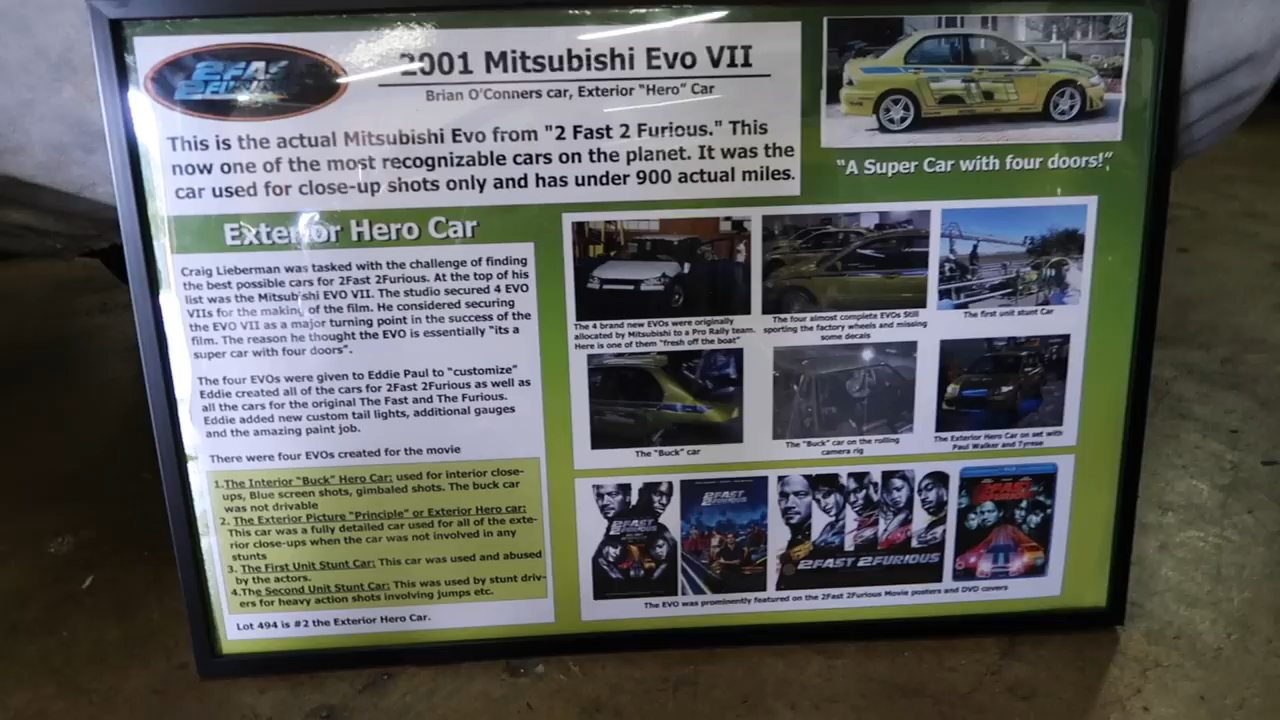 2FAST
2FURIOUS
2001 Mitsubishi Evo VII
Brian O'Conners car, Exterior "Hero" Car
This is the actual Mitsubishi Evo from "2 Fast 2 Furious." This
now one of the most recognizable cars on the planet. It was the
car used for close-up shots only and has under 900 actual miles.
"A Super Car with four doors!"
Exterior Hero Car
Craig Lieberman was tasked with the challenge of finding
the best possible cars for 2Fast 2Furious. At the top of his
list was the Mitsubishi EVO VII. The studio secured 4 EVO
VIIs for the making of the film. He considered securing
the EVO VII as a major turning point in the success of the
film. The reason he thought the EVO is essentially "its a
super car with four doors".
The four EVOs were given to Eddie Paul to "customize"
Eddie created all of the cars for 2Fast 2Furious as well as
all the cars for the original The Fast and The Furious.
Eddie added new custom tail lights, additional gauges
and the amazing paint job.
There were four EVOs created for the movie
1.The Interior "Buck" Hero Car: used for interior close-
ups, Blue screen shots, gimbaled shots. The buck car
was not drivable
2. The Exterior Picture "Principle" or Exterior Hero car:
This car was a fully detailed car used for all of the exte-
rior close-ups when the car was not involved in any
stunts
3. The First Unit Stunt Car: This car was used and abused
by the actors.
4.The Second Unit Stunt Car: This was used by stunt driv-
ers for heavy action shots involving jumps etc.
Lot 494 is #2 the Exterior Hero Car.
The 4 brand new EVOs were originally
allocated by Mitsubishi to a Pro Rally team.
Here is one of them "fresh off the boat"
The four almost complete EVOs Still
sporting the factory wheels and missing
some decals
The first unit stunt Car
The "Buck" car
The "Buck" car on the rolling
camera rig
The Exterior Hero Car on set with
Paul Walker and Tyrese
2FAST
2FURIOUS
2FAST
2FURIOUS
2FAST 2FURIOUS
The EVO was prominently featured on the 2Fast 2Furious Movie posters and DVD covers